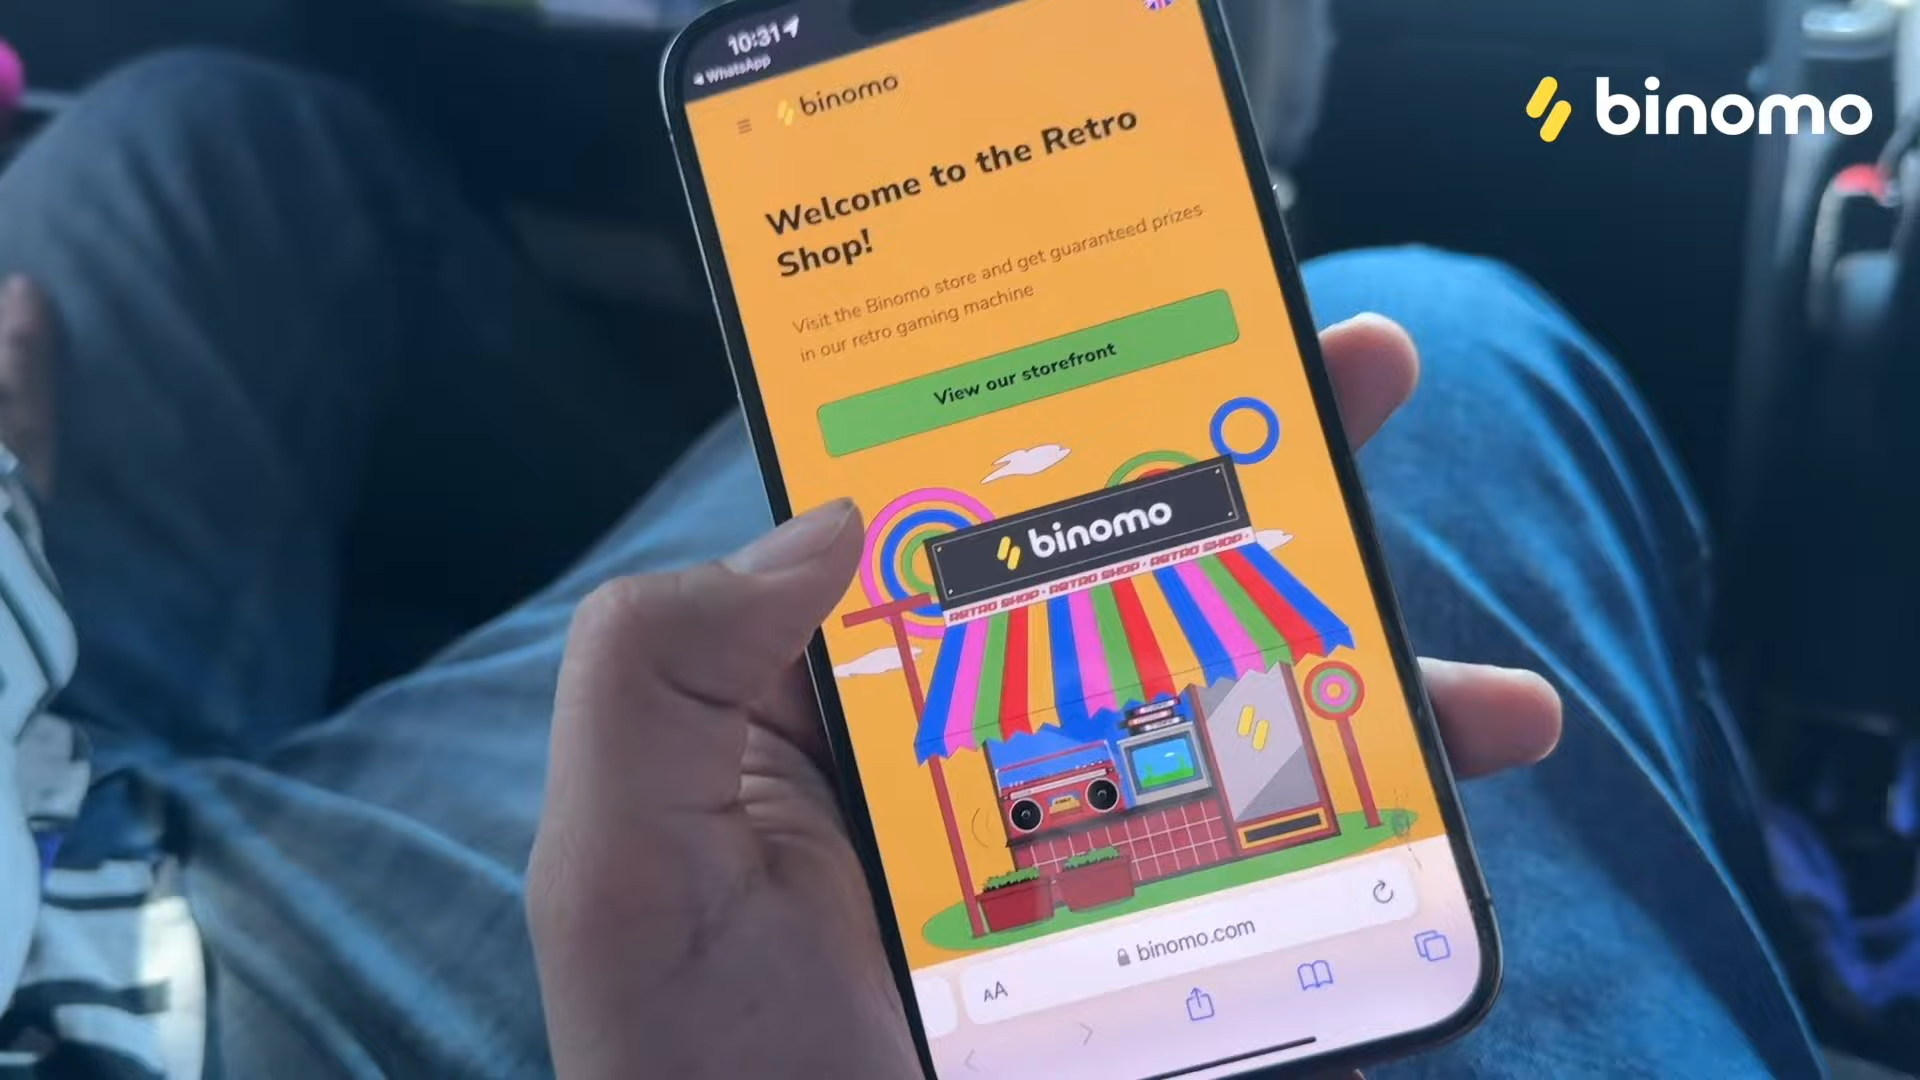 10:31
WhatsApp
binomo
binomo
Welcome to the Retro
Shop!
Visit the Binomo store and get guaranteed prizes
in our retro gaming machine
View our storefront
binomo
RETRO SHOP · RETRO SHOP · RETRO SHOP ·
binomo.com
AA